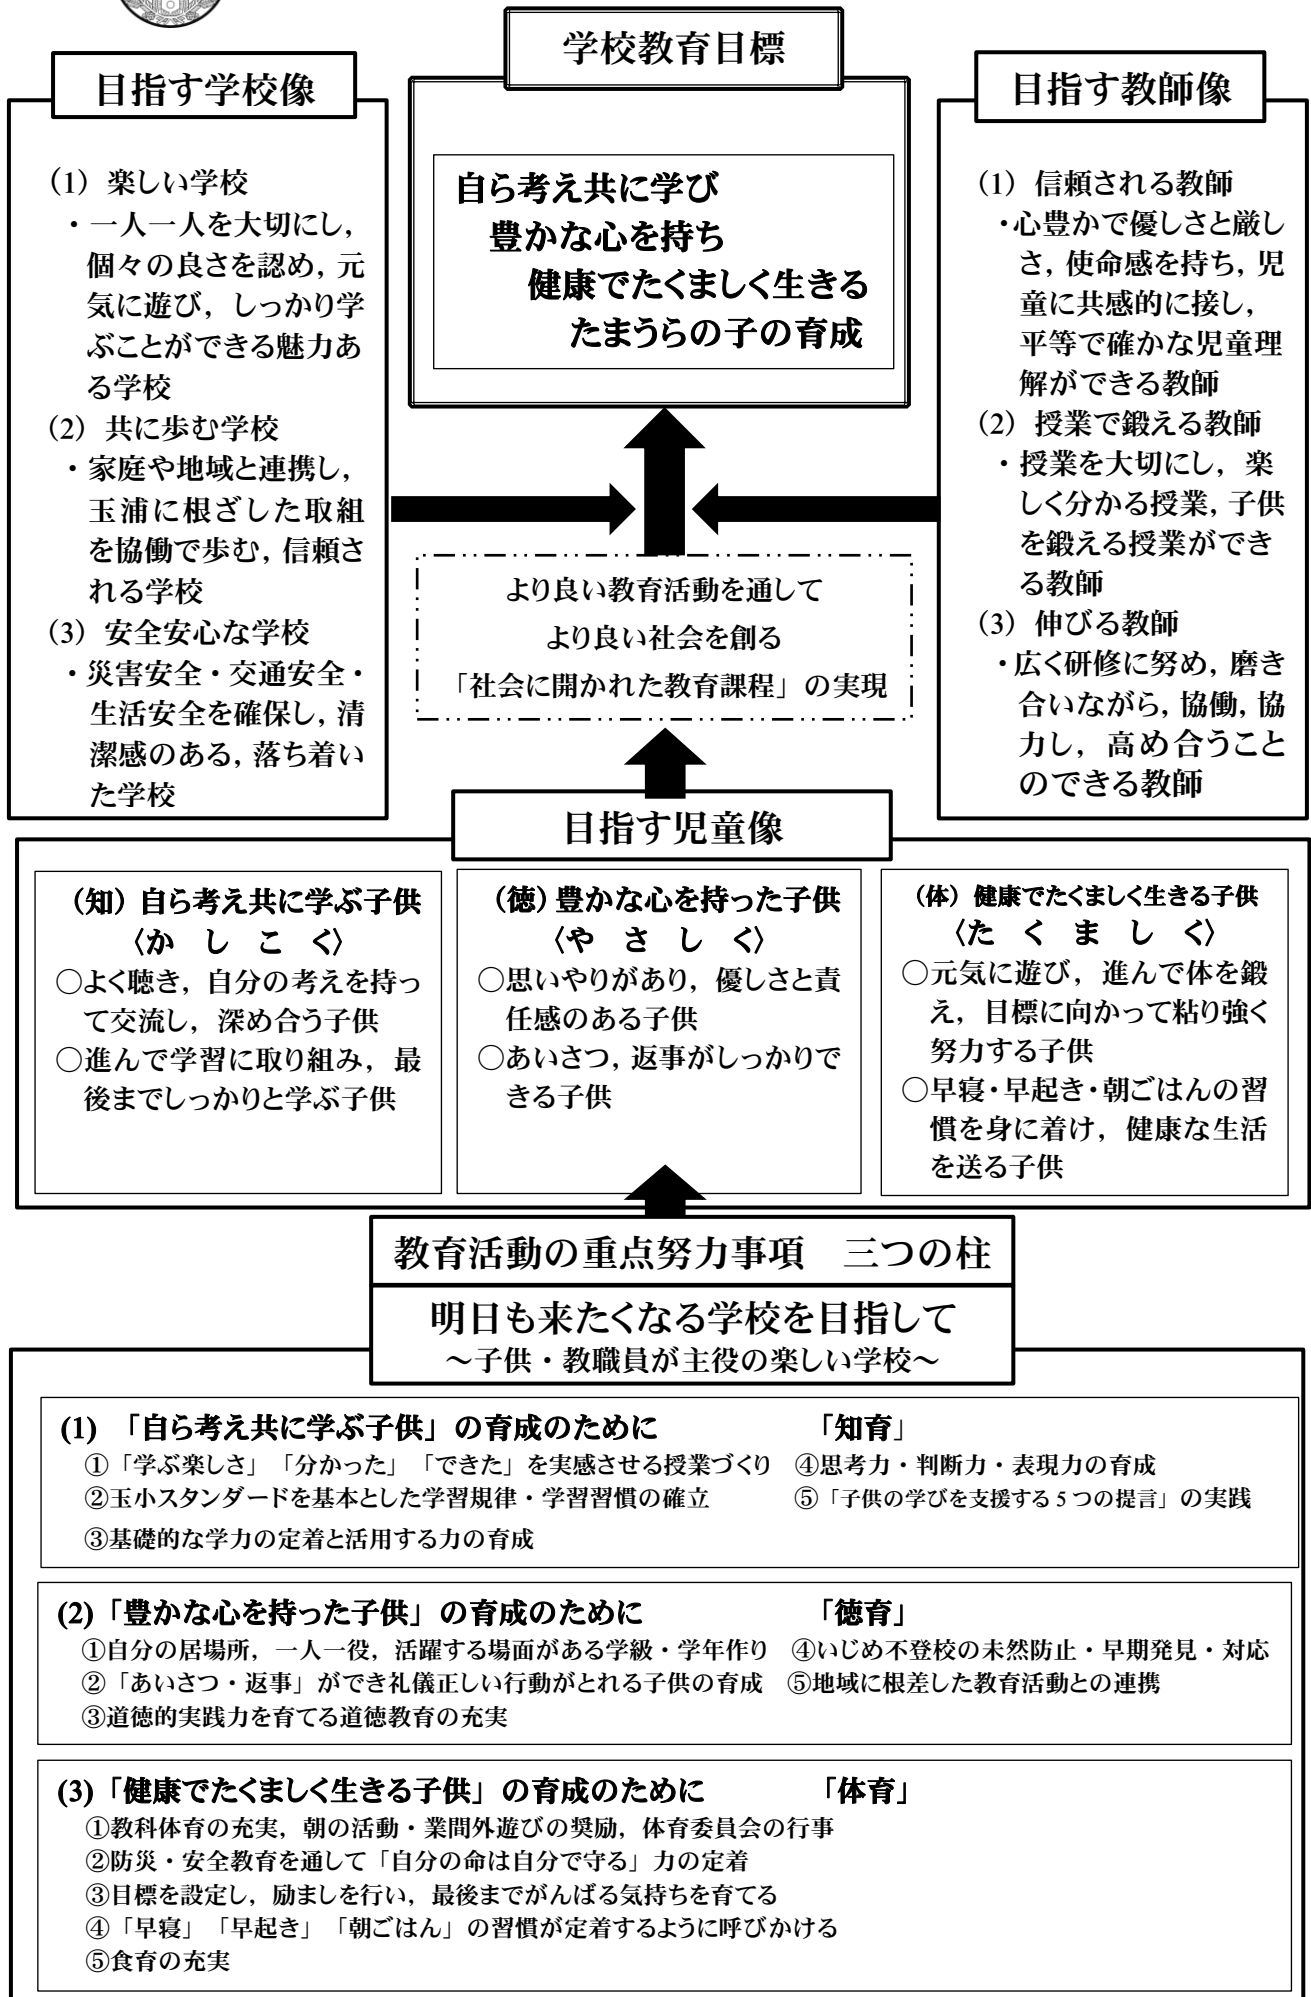 学校教育目標
自ら考え共に学び
豊かな心を持ち
健康でたくましく生きる
たまうらの子の育成
目指す学校像
(1) 楽しい学校
・一人一人を大切にし，
個々の良さを認め, 元
気に遊び，しっかり学
ぶことができる魅力あ
る学校
(2) 共に歩む学校
・家庭や地域と連携し，
玉浦に根ざした取組
を協働で歩む, 信頼さ
れる学校
(3) 安全安心な学校
・災害安全・交通安全・
生活安全を確保し, 清
潔感のある, 落ち着い
た学校
目指す教師像
(1) 信頼される教師
・心豊かで優しさと厳し
さ, 使命感を持ち, 児
童に共感的に接し，
平等で確かな児童理
解ができる教師
(2) 授業で鍛える教師
・授業を大切にし，楽
しく分かる授業, 子供
を鍛える授業ができ
る教師
(3) 伸びる教師
・広く研修に努め, 磨き
合いながら, 協働, 協
力し，高め合うこと
のできる教師
より良い教育活動を通して
より良い社会を創る
「社会に開かれた教育課程」の実現
目指す児童像
（知）自ら考え共に学ぶ子供
〈か し こ く〉
○よく聴き，自分の考えを持っ
て交流し，深め合う子供
○進んで学習に取り組み，最
後までしっかりと学ぶ子供
（徳）豊かな心を持った子供
〈や さ し く〉
○思いやりがあり，優しさと責
任感のある子供
○あいさつ, 返事がしっかりで
きる子供
（体）健康でたくましく生きる子供
〈た く ま し く〉
○元気に遊び，進んで体を鍛
え，目標に向かって粘り強く
努力する子供
○早寝・早起き・朝ごはんの習
慣を身に着け，健康な生活
を送る子供
教育活動の重点努力事項　三つの柱
明日も来たくなる学校を目指して
～子供・教職員が主役の楽しい学校～
(1) 「自ら考え共に学ぶ子供」の育成のために　「知育」
①「学ぶ楽しさ」「分かった」「できた」を実感させる授業づくり　④思考力・判断力・表現力の育成
②玉小スタンダードを基本とした学習規律・学習習慣の確立　⑤「子供の学びを支援する5つの提言」の実践
③基礎的な学力の定着と活用する力の育成
(2)「豊かな心を持った子供」の育成のために　「徳育」
①自分の居場所，一人一役，活躍する場面がある学級・学年作り　④いじめ不登校の未然防止・早期発見・対応
②「あいさつ・返事」ができ礼儀正しい行動がとれる子供の育成　⑤地域に根差した教育活動との連携
③道徳的実践力を育てる道徳教育の充実
(3)「健康でたくましく生きる子供」の育成のために　「体育」
①教科体育の充実，朝の活動・業間外遊びの奨励，体育委員会の行事
②防災・安全教育を通して「自分の命は自分で守る」力の定着
③目標を設定し，励ましを行い，最後までがんばる気持ちを育てる
④「早寝」「早起き」「朝ごはん」の習慣が定着するように呼びかける
⑤食育の充実